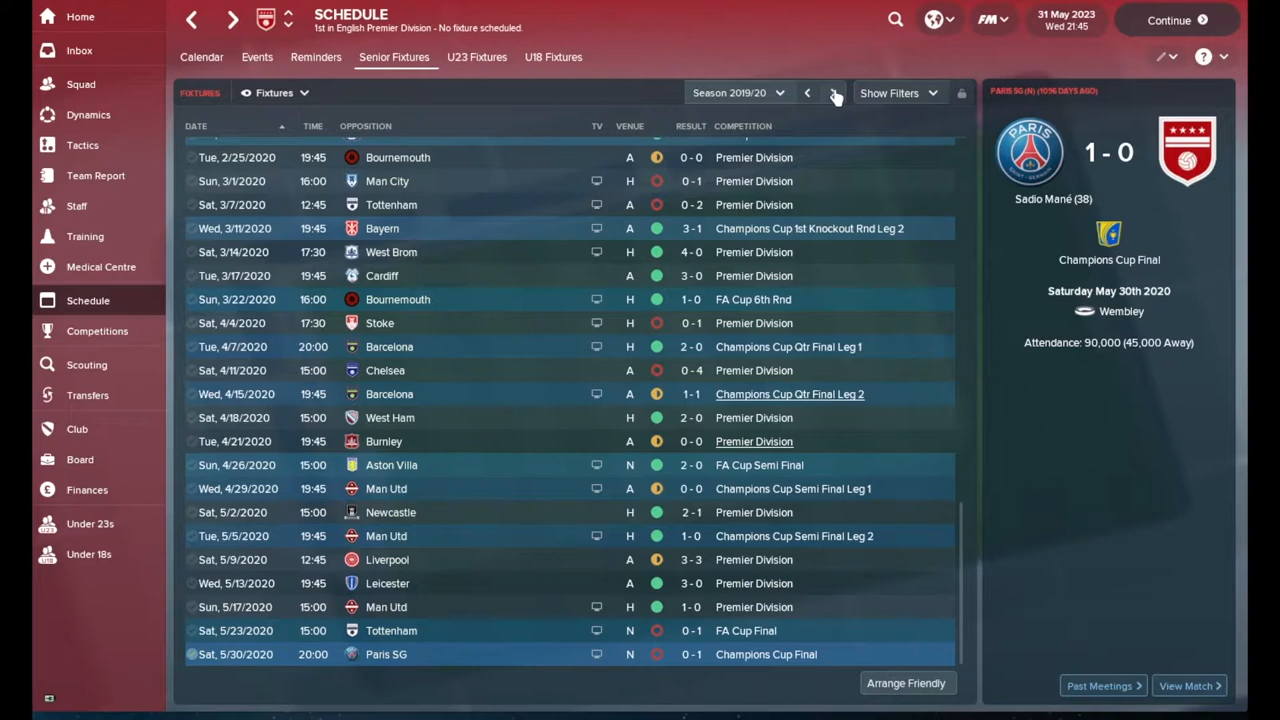 Home
Inbox
Squad
Dynamics
Tactics
Team Report
Staff
Training
Medical Centre
Schedule
Competitions
Scouting
Transfers
Club
Board
Finances
Under 23s
Under 18s
SCHEDULE
1st in English Premier Division - No fixture scheduled.
FM
31 May 2023
Wed 21:45
Continue
Calendar Events Reminders Senior Fixtures U23 Fixtures U18 Fixtures
FIXTURES Fixtures Season 2019/20 Show Filters
DATE TIME OPPOSITION TV VENUE RESULT COMPETITION
Tue, 2/25/2020 19:45 Bournemouth A 0 - 0 Premier Division
Sun, 3/1/2020 16:00 Man City H 0 - 1 Premier Division
Sat, 3/7/2020 12:45 Tottenham A 0 - 2 Premier Division
Wed, 3/11/2020 19:45 Bayern A 3 - 1 Champions Cup 1st Knockout Rnd Leg 2
Sat, 3/14/2020 17:30 West Brom H 4 - 0 Premier Division
Tue, 3/17/2020 19:45 Cardiff A 3 - 0 Premier Division
Sun, 3/22/2020 16:00 Bournemouth H 1 - 0 FA Cup 6th Rnd
Sat, 4/4/2020 17:30 Stoke H 0 - 1 Premier Division
Tue, 4/7/2020 20:00 Barcelona H 2 - 0 Champions Cup Qtr Final Leg 1
Sat, 4/11/2020 15:00 Chelsea A 0 - 4 Premier Division
Wed, 4/15/2020 19:45 Barcelona A 1 - 1 Champions Cup Qtr Final Leg 2
Sat, 4/18/2020 15:00 West Ham H 2 - 0 Premier Division
Tue, 4/21/2020 19:45 Burnley A 0 - 0 Premier Division
Sun, 4/26/2020 15:00 Aston Villa N 2 - 0 FA Cup Semi Final
Wed, 4/29/2020 19:45 Man Utd A 0 - 0 Champions Cup Semi Final Leg 1
Sat, 5/2/2020 15:00 Newcastle H 2 - 1 Premier Division
Tue, 5/5/2020 19:45 Man Utd H 1 - 0 Champions Cup Semi Final Leg 2
Sat, 5/9/2020 12:45 Liverpool A 3 - 3 Premier Division
Wed, 5/13/2020 19:45 Leicester A 3 - 0 Premier Division
Sun, 5/17/2020 15:00 Man Utd H 1 - 0 Premier Division
Sat, 5/23/2020 15:00 Tottenham N 0 - 1 FA Cup Final
Sat, 5/30/2020 20:00 Paris SG N 0 - 1 Champions Cup Final
Arrange Friendly
PARIS SG (N) (1096 DAYS AGO)
PARIS
SAINT-GERMAIN
1 - 0
Sadio Mané (38)
Champions Cup Final
Saturday May 30th 2020
Wembley
Attendance: 90,000 (45,000 Away)
Past Meetings View Match